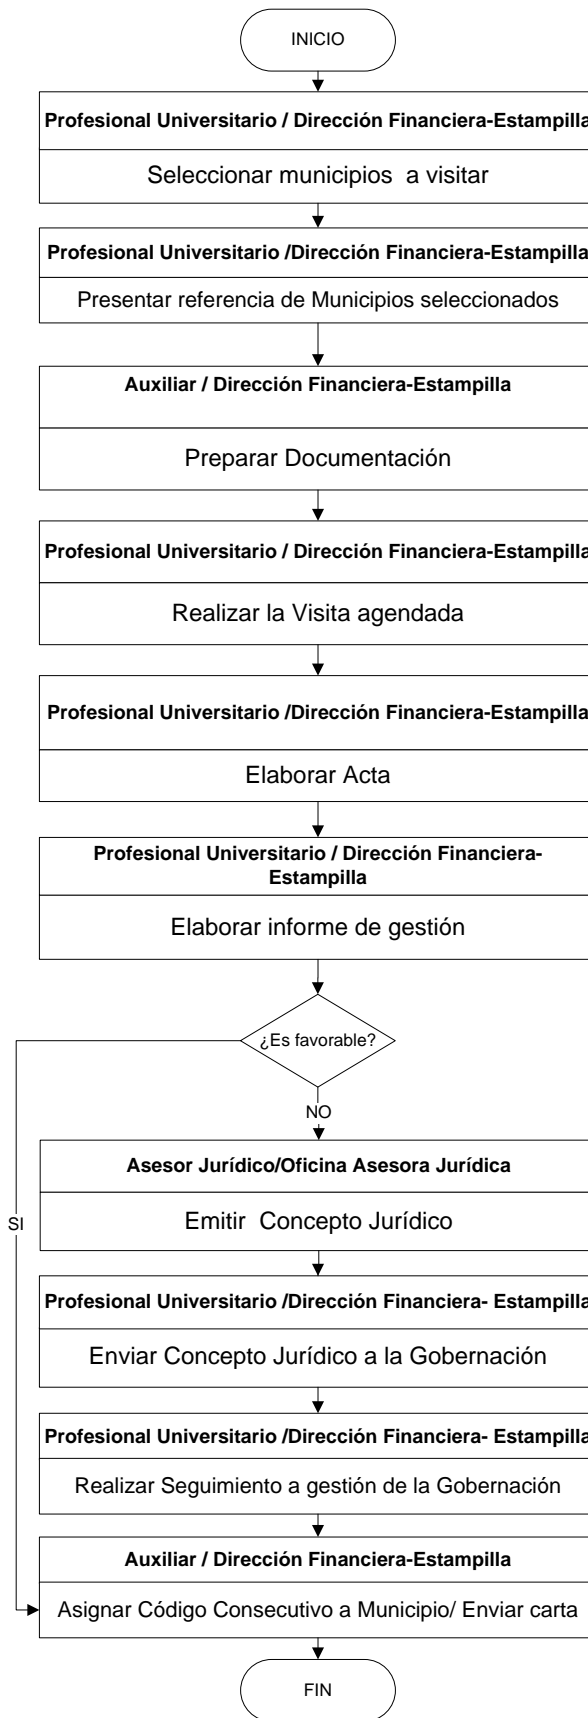 INICIO
Profesional Universitario / Dirección Financiera-Estampilla
Seleccionar municipios a visitar
Profesional Universitario /Dirección Financiera-Estampilla
Presentar referencia de Municipios seleccionados
Auxiliar / Dirección Financiera-Estampilla
Preparar Documentación
Profesional Universitario / Dirección Financiera-Estampilla
Realizar la Visita agendada
Profesional Universitario /Dirección Financiera-Estampilla
Elaborar Acta
Profesional Universitario / Dirección Financiera-
Estampilla
Elaborar informe de gestión
¿Es favorable?
NO
Asesor Jurídico/Oficina Asesora Jurídica
Emitir Concepto Jurídico
SI
Profesional Universitario /Dirección Financiera- Estampilla
Enviar Concepto Jurídico a la Gobernación
Profesional Universitario /Dirección Financiera- Estampilla
Realizar Seguimiento a gestión de la Gobernación
Auxiliar / Dirección Financiera-Estampilla
Asignar Código Consecutivo a Municipio/ Enviar carta
FIN